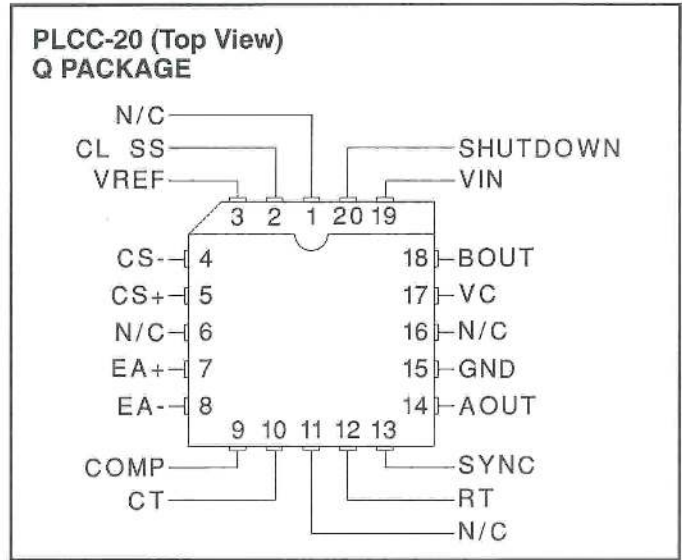 PLCC-20 (Top View)
Q PACKAGE
N/C
CL SS
SHUTDOWN
VREF
VIN
3 2 1 20 19
CS- 4
18 BOUT
CS+ 5
17 VC
N/C 6
16 N/C
EA+ 7
15 GND
EA- 8
14 AOUT
9 10 11 12 13
COMP
SYNC
CT
RT
N/C